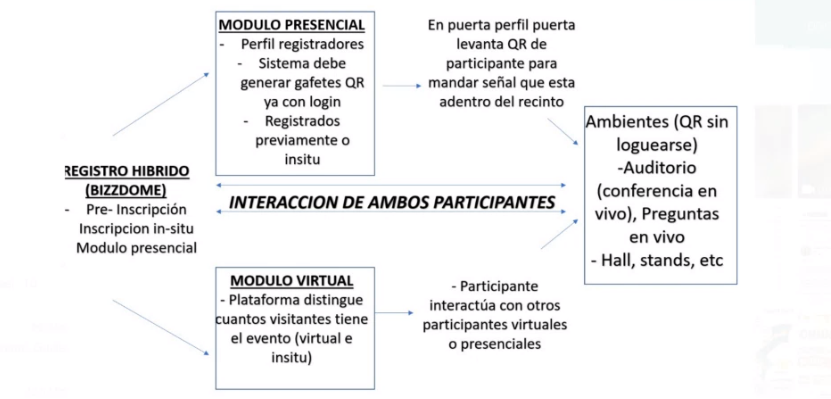 MODULO PRESENCIAL
- Perfil registradores
- Sistema debe
generar gafetes QR
ya con login
- Registrados
previamente o
insitu
En puerta perfil puerta
levanta QR de
participante para
mandar señal que esta
adentro del recinto
REGISTRO HIBRIDO
(BIZZDOME)
- Pre- Inscripción
Inscripcion in-situ
Modulo presencial
INTERACCION DE AMBOS PARTICIPANTES
Ambientes (QR sin
loguearse)
-Auditorio
(conferencia en
vivo), Preguntas
en vivo
- Hall, stands, etc
MODULO VIRTUAL
- Plataforma distingue
cuantos visitantes tiene
el evento (virtual e
insitu)
- Participante
interactúa con otros
participantes virtuales
o presenciales